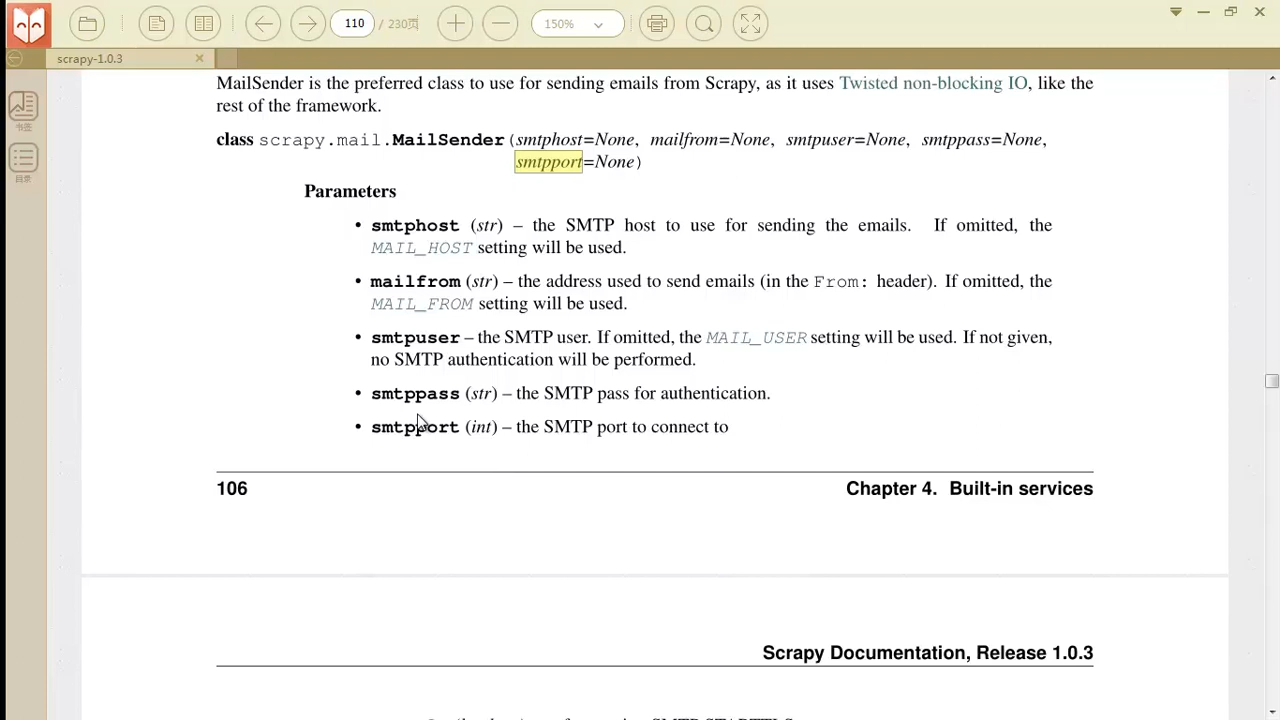 110 / 230页
150%
scrapy-1.0.3
书签
目录
MailSender is the preferred class to use for sending emails from Scrapy, as it uses Twisted non-blocking IO, like the
rest of the framework.
class scrapy.mail.MailSender(smtphost=None, mailfrom=None, smtpuser=None, smtppass=None,
smtpport=None)
Parameters
• smtphost (str) – the SMTP host to use for sending the emails. If omitted, the
MAIL_HOST setting will be used.
• mailfrom (str) – the address used to send emails (in the From: header). If omitted, the
MAIL_FROM setting will be used.
• smtpuser – the SMTP user. If omitted, the MAIL_USER setting will be used. If not given,
no SMTP authentication will be performed.
• smtppass (str) – the SMTP pass for authentication.
• smtpport (int) – the SMTP port to connect to
106 Chapter 4. Built-in services
Scrapy Documentation, Release 1.0.3